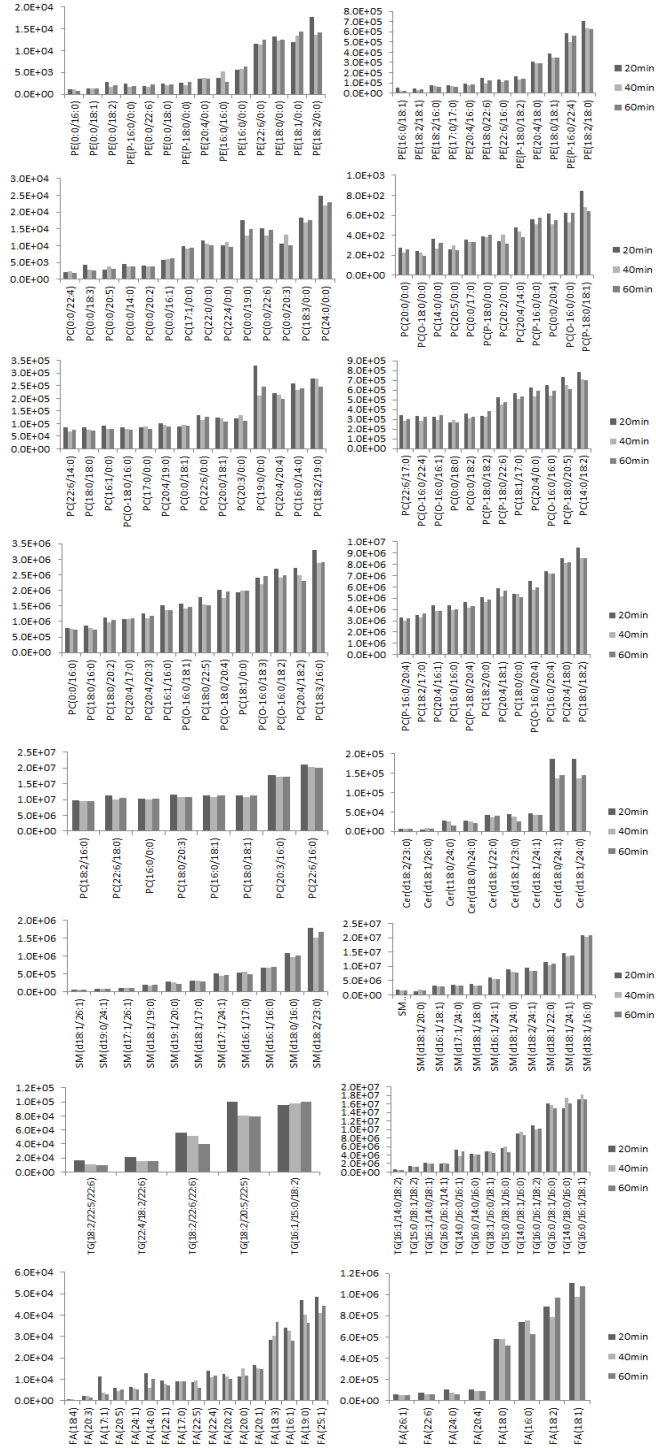 2.0E+04
1.5E+04
1.0E+04
5.0E+03
0.0E+00
PE(0:0/16:0)
PE(0:0/18:1)
PE(0:0/18:2)
PE(P-16:0/0:0)
PE(0:0/22:6)
PE(0:0/18:0)
PE(P-18:0/0:0)
PE(20:4/0:0)
PE(16:0/16:0)
PE(16:0/0:0)
PE(22:6/0:0)
PE(18:0/0:0)
PE(18:1/0:0)
PE(18:2/0:0)
8.0E+05
7.0E+05
6.0E+05
5.0E+05
4.0E+05
3.0E+05
2.0E+05
1.0E+05
0.0E+00
PE(16:0/18:1)
PE(18:2/18:1)
PE(18:2/16:0)
PE(17:0/17:0)
PE(20:4/16:0)
PE(18:0/22:6)
PE(22:6/16:0)
PE(P-18:0/18:2)
PE(20:4/18:0)
PE(18:0/18:1)
PE(P-16:0/22:4)
PE(18:2/18:0)
20min
40min
60min
3.0E+04
2.5E+04
2.0E+04
1.5E+04
1.0E+04
5.0E+03
0.0E+00
PC(0:0/22:4)
PC(0:0/18:3)
PC(0:0/20:5)
PC(0:0/14:0)
PC(0:0/20:2)
PC(0:0/16:1)
PC(17:1/0:0)
PC(22:0/0:0)
PC(22:4/0:0)
PC(0:0/19:0)
PC(0:0/22:6)
PC(0:0/20:3)
PC(18:3/0:0)
PC(24:0/0:0)
1.0E+03
8.0E+02
6.0E+02
4.0E+02
2.0E+02
0.0E+00
PC(20:0/0:0)
PC(O-18:0/0:0)
PC(14:0/0:0)
PC(20:5/0:0)
PC(0:0/17:0)
PC(P-18:0/0:0)
PC(20:2/0:0)
PC(20:4/14:0)
PC(P-16:0/0:0)
PC(0:0/20:4)
PC(O-16:0/0:0)
PC(P-18:0/18:1)
20min
40min
60min
3.5E+05
3.0E+05
2.5E+05
2.0E+05
1.5E+05
1.0E+05
5.0E+04
0.0E+00
PC(22:6/14:0)
PC(18:0/18:0)
PC(16:1/0:0)
PC(O-18:0/16:0)
PC(17:0/0:0)
PC(20:4/19:0)
PC(0:0/18:1)
PC(22:6/0:0)
PC(20:0/18:1)
PC(20:3/0:0)
PC(19:0/0:0)
PC(20:4/20:4)
PC(16:0/14:0)
PC(18:2/19:0)
9.0E+05
8.0E+05
7.0E+05
6.0E+05
5.0E+05
4.0E+05
3.0E+05
2.0E+05
1.0E+05
0.0E+00
PC(22:6/17:0)
PC(O-16:0/22:4)
PC(O-16:0/16:1)
PC(0:0/18:0)
PC(0:0/18:2)
PC(P-18:0/18:2)
PC(P-18:0/22:6)
PC(18:1/17:0)
PC(20:4/0:0)
PC(O-16:0/16:0)
PC(P-18:0/20:5)
PC(14:0/18:2)
20min
40min
60min
3.5E+06
3.0E+06
2.5E+06
2.0E+06
1.5E+06
1.0E+06
5.0E+05
0.0E+00
PC(0:0/16:0)
PC(18:0/16:0)
PC(18:0/20:2)
PC(20:4/17:0)
PC(20:4/20:3)
PC(16:1/16:0)
PC(O-16:0/18:1)
PC(18:0/22:5)
PC(O-18:0/20:4)
PC(18:1/0:0)
PC(O-16:0/18:3)
PC(O-16:0/18:2)
PC(20:4/18:2)
PC(18:3/16:0)
1.0E+07
9.0E+06
8.0E+06
7.0E+06
6.0E+06
5.0E+06
4.0E+06
3.0E+06
2.0E+06
1.0E+06
0.0E+00
PC(P-16:0/20:4)
PC(18:2/17:0)
PC(20:4/16:1)
PC(16:0/16:0)
PC(P-18:0/20:4)
PC(18:2/0:0)
PC(20:4/18:1)
PC(18:0/0:0)
PC(O-16:0/20:4)
PC(20:4/16:0)
PC(20:4/18:0)
PC(18:0/18:2)
20min
40min
60min
2.5E+07
2.0E+07
1.5E+07
1.0E+07
5.0E+06
0.0E+00
PC(18:2/16:0)
PC(22:6/18:0)
PC(16:0/0:0)
PC(18:0/20:3)
PC(16:0/18:1)
PC(18:0/18:1)
PC(20:3/16:0)
PC(22:6/16:0)
2.0E+05
1.5E+05
1.0E+05
5.0E+04
0.0E+00
Cer(d18:2/23:0)
Cer(d18:1/26:0)
Cer(t18:0/24:0)
Cer(d18:0/h24:0)
Cer(d18:1/22:0)
Cer(d18:1/23:0)
Cer(d18:1/24:1)
Cer(d18:0/24:1)
Cer(d18:1/24:0)
20min
40min
60min
2.0E+06
1.5E+06
1.0E+06
5.0E+05
0.0E+00
SM(d18:1/26:1)
SM(d19:0/24:1)
SM(d17:1/26:1)
SM(d18:1/19:0)
SM(d19:1/20:0)
SM(d18:1/17:0)
SM(d17:1/24:1)
SM(d16:1/17:0)
SM(d16:1/16:0)
SM(d18:0/16:0)
SM(d18:2/23:0)
2.5E+07
2.0E+07
1.5E+07
1.0E+07
5.0E+06
0.0E+00
SM...
SM(d18:1/20:0)
SM(d16:1/18:1)
SM(d17:1/24:0)
SM(d18:1/18:0)
SM(d16:1/24:1)
SM(d18:1/24:0)
SM(d18:2/24:1)
SM(d18:1/22:0)
SM(d18:1/24:1)
SM(d18:1/16:0)
20min
40min
60min
1.2E+05
1.0E+05
8.0E+04
6.0E+04
4.0E+04
2.0E+04
0.0E+00
TG(18:2/22:5/22:6)
TG(22:4/18:2/22:6)
TG(18:2/22:6/22:6)
TG(18:2/20:5/22:5)
TG(16:1/15:0/18:2)
2.0E+07
1.8E+07
1.6E+07
1.4E+07
1.2E+07
1.0E+07
8.0E+06
6.0E+06
4.0E+06
2.0E+06
0.0E+00
TG(16:1/14:0/18:2)
TG(15:0/18:1/18:2)
TG(16:1/14:0/18:1)
TG(16:0/16:1/14:1)
TG(14:0/16:0/16:1)
TG(16:0/14:0/16:0)
TG(18:1/16:0/18:1)
TG(15:0/18:1/16:0)
TG(14:0/18:1/16:0)
TG(16:0/16:1/18:2)
TG(16:0/18:1/16:0)
TG(14:0/18:0/16:0)
TG(16:0/16:1/18:1)
20min
40min
60min
6.0E+04
5.0E+04
4.0E+04
3.0E+04
2.0E+04
1.0E+04
0.0E+00
FA(18:4)
FA(20:3)
FA(17:1)
FA(20:5)
FA(24:1)
FA(14:0)
FA(22:1)
FA(17:0)
FA(22:5)
FA(22:4)
FA(20:2)
FA(20:0)
FA(20:1)
FA(18:3)
FA(16:1)
FA(19:0)
FA(25:1)
1.2E+06
1.0E+06
8.0E+05
6.0E+05
4.0E+05
2.0E+05
0.0E+00
FA(26:1)
FA(22:6)
FA(24:0)
FA(20:4)
FA(18:0)
FA(16:0)
FA(18:2)
FA(18:1)
20min
40min
60min